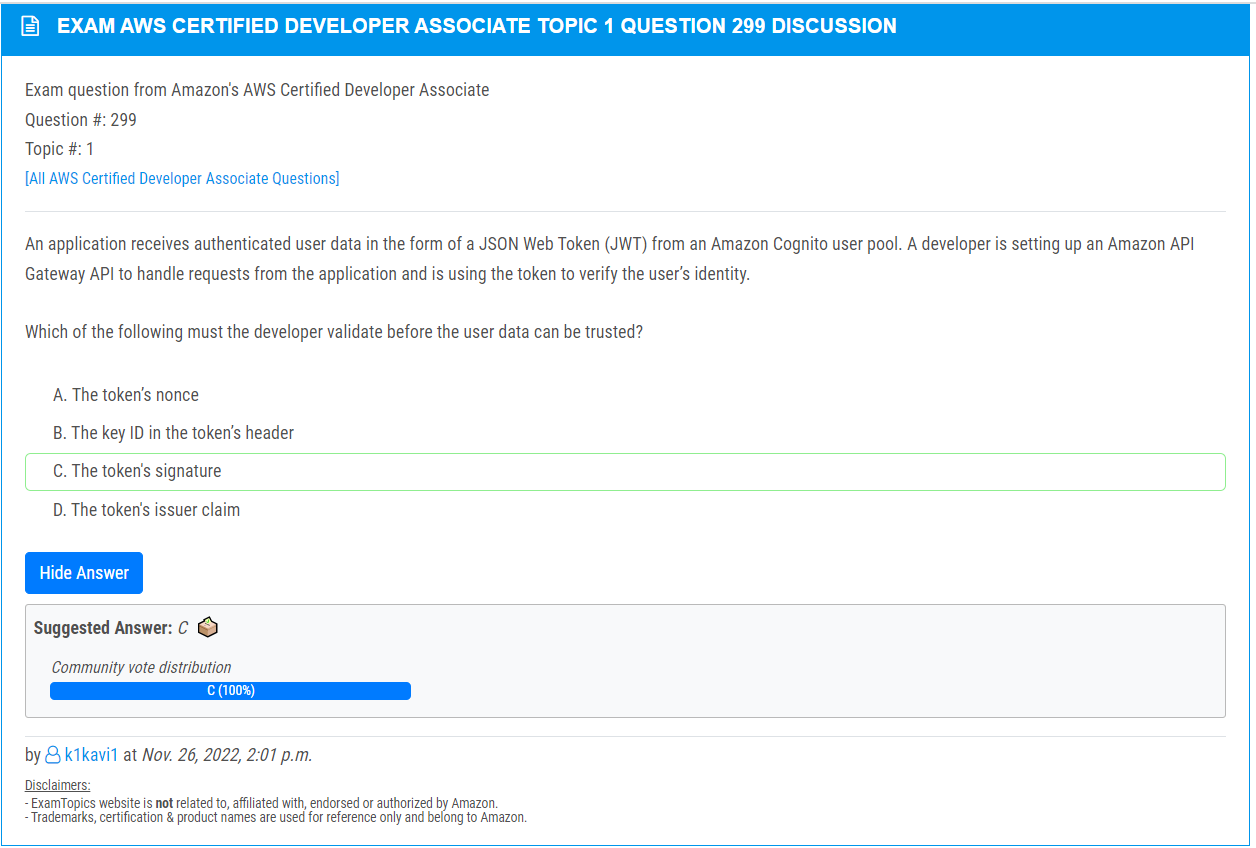 EXAM AWS CERTIFIED DEVELOPER ASSOCIATE TOPIC 1 QUESTION 299 DISCUSSION
Exam question from Amazon's AWS Certified Developer Associate
Question #: 299
Topic #: 1
[All AWS Certified Developer Associate Questions]
An application receives authenticated user data in the form of a JSON Web Token (JWT) from an Amazon Cognito user pool. A developer is setting up an Amazon API
Gateway API to handle requests from the application and is using the token to verify the user’s identity.
Which of the following must the developer validate before the user data can be trusted?
A. The token’s nonce
B. The key ID in the token’s header
C. The token's signature
D. The token's issuer claim
Hide Answer
Suggested Answer: C
Community vote distribution
C (100%)
by k1kavi1 at Nov. 26, 2022, 2:01 p.m.
Disclaimers:
- ExamTopics website is not related to, affiliated with, endorsed or authorized by Amazon.
- Trademarks, certification & product names are used for reference only and belong to Amazon.